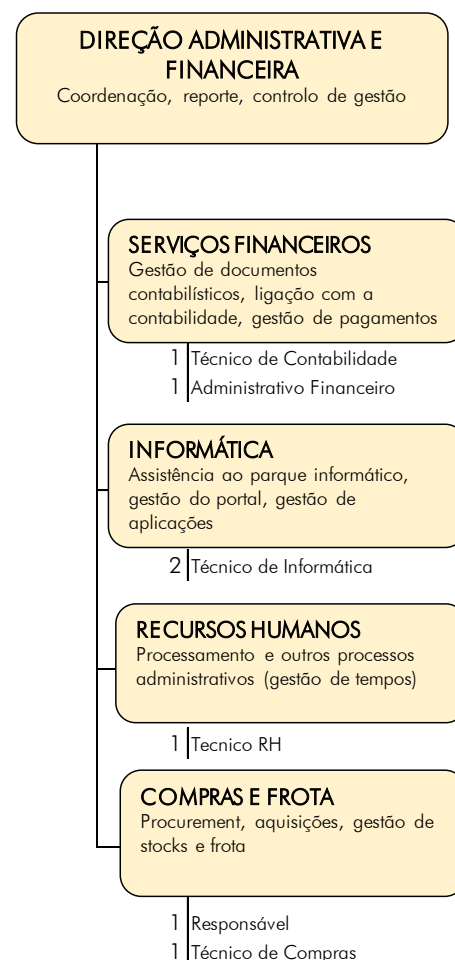 DIREÇÃO ADMINISTRATIVA E
FINANCEIRA
Coordenação, reporte, controlo de gestão
SERVIÇOS FINANCEIROS
Gestão de documentos
contabilísticos, ligação com a
contabilidade, gestão de pagamentos
1 Técnico de Contabilidade
1 Administrativo Financeiro
INFORMÁTICA
Assistência ao parque informático,
gestão do portal, gestão de
aplicações
2 Técnico de Informática
RECURSOS HUMANOS
Processamento e outros processos
administrativos (gestão de tempos)
1 Tecnico RH
COMPRAS E FROTA
Procurement, aquisições, gestão de
stocks e frota
1 Responsável
1 Técnico de Compras